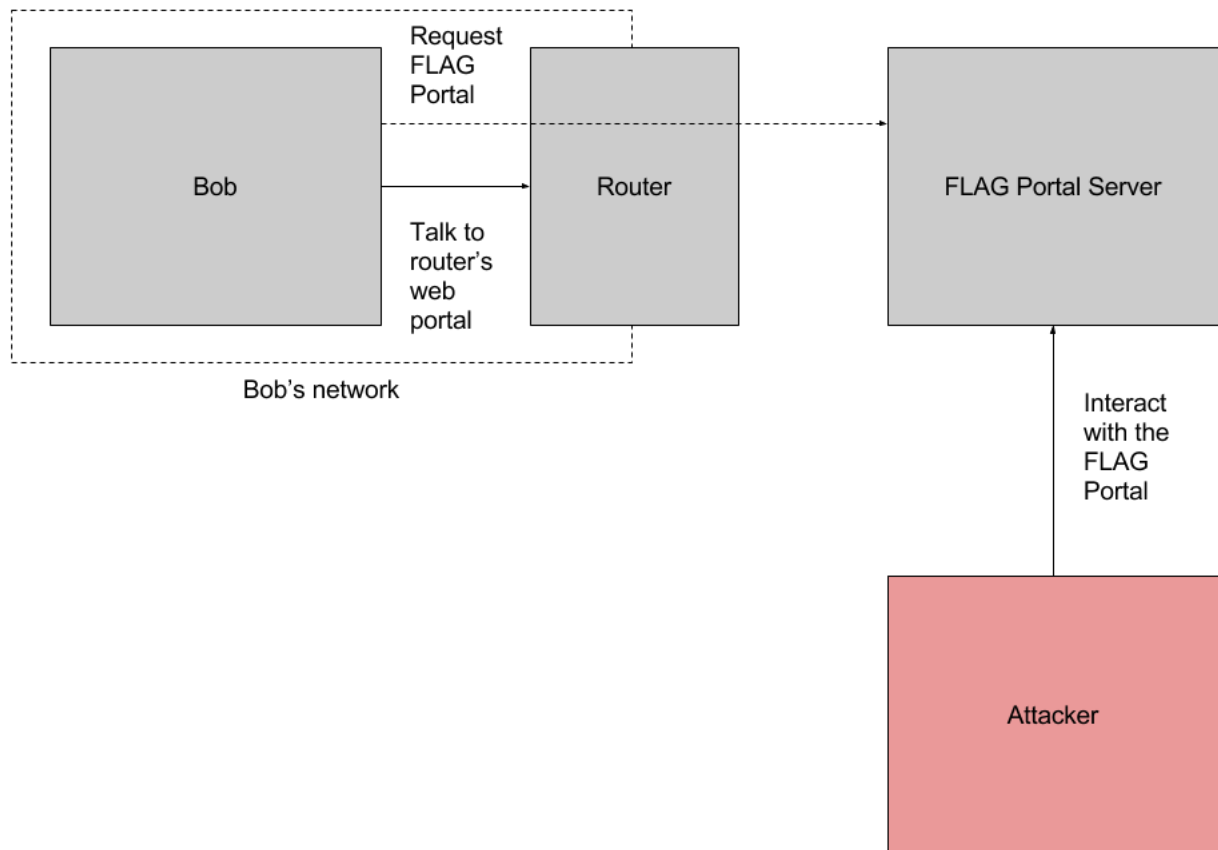 Request
FLAG
Portal
Bob
Router
FLAG Portal Server
Talk to
router’s
web
portal
Bob’s network
Interact
with the
FLAG
Portal
Attacker